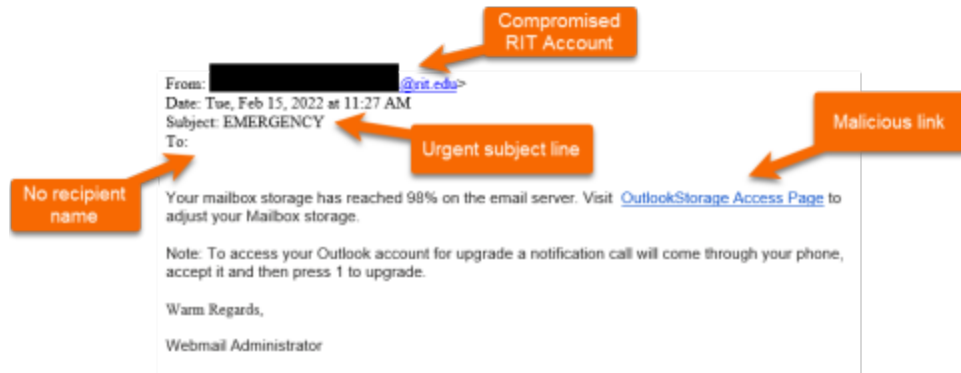 Compromised
RIT Account
From: @rit.edu>
Date: Tue, Feb 15, 2022 at 11:27 AM
Subject: EMERGENCY
To:
Urgent subject line
Malicious link
No recipient
name
Your mailbox storage has reached 98% on the email server. Visit OutlookStorage Access Page to
adjust your Mailbox storage.
Note: To access your Outlook account for upgrade a notification call will come through your phone,
accept it and then press 1 to upgrade.
Warm Regards,
Webmail Administrator